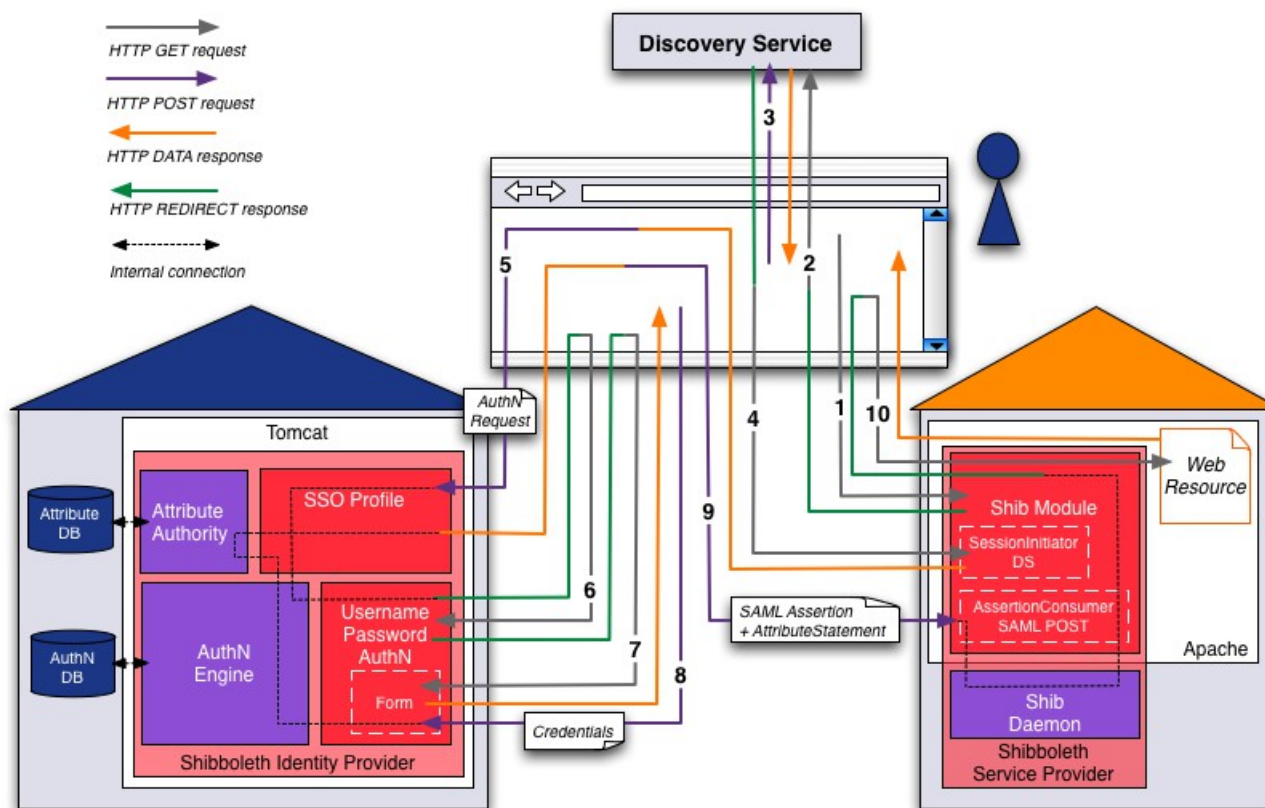 HTTP GET request
HTTP POST request
HTTP DATA response
HTTP REDIRECT response
Internal connection
Discovery Service
3
5
2
4
1
10
AuthN
Request
Tomcat
SSO Profile
Attribute
Authority
Attribute
DB
AuthN
DB
AuthN
Engine
Username
Password
AuthN
Form
6
7
8
9
Credentials
Shibboleth Identity Provider
SAML Assertion
+ AttributeStatement
Web
Resource
Shib Module
SessionInitiator
DS
AssertionConsumer
SAML POST
Apache
Shib
Daemon
Shibboleth
Service Provider